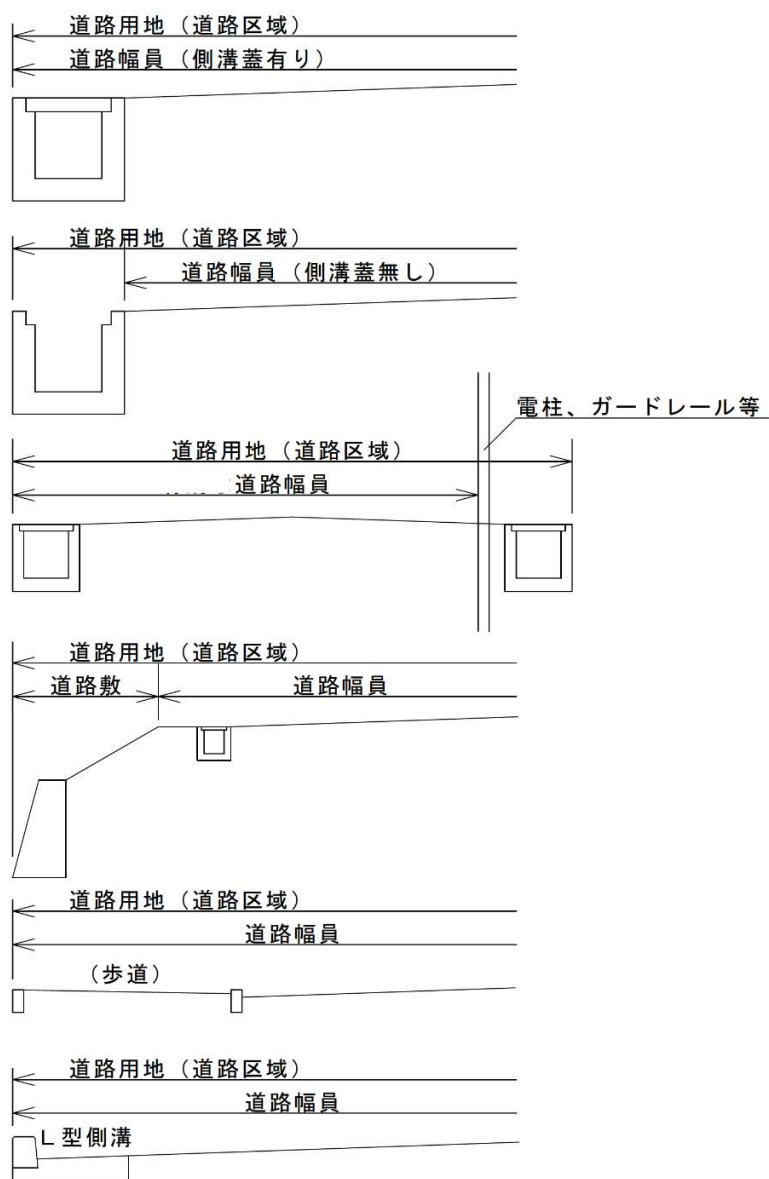 道路用地（道路区域）
道路幅員（側溝蓋有り）
道路用地（道路区域）
道路幅員（側溝蓋無し）
電柱、ガードレール等
道路用地（道路区域）
道路幅員
道路用地（道路区域）
道路敷 道路幅員
道路用地（道路区域）
道路幅員
（歩道）
道路用地（道路区域）
道路幅員
Ｌ型側溝